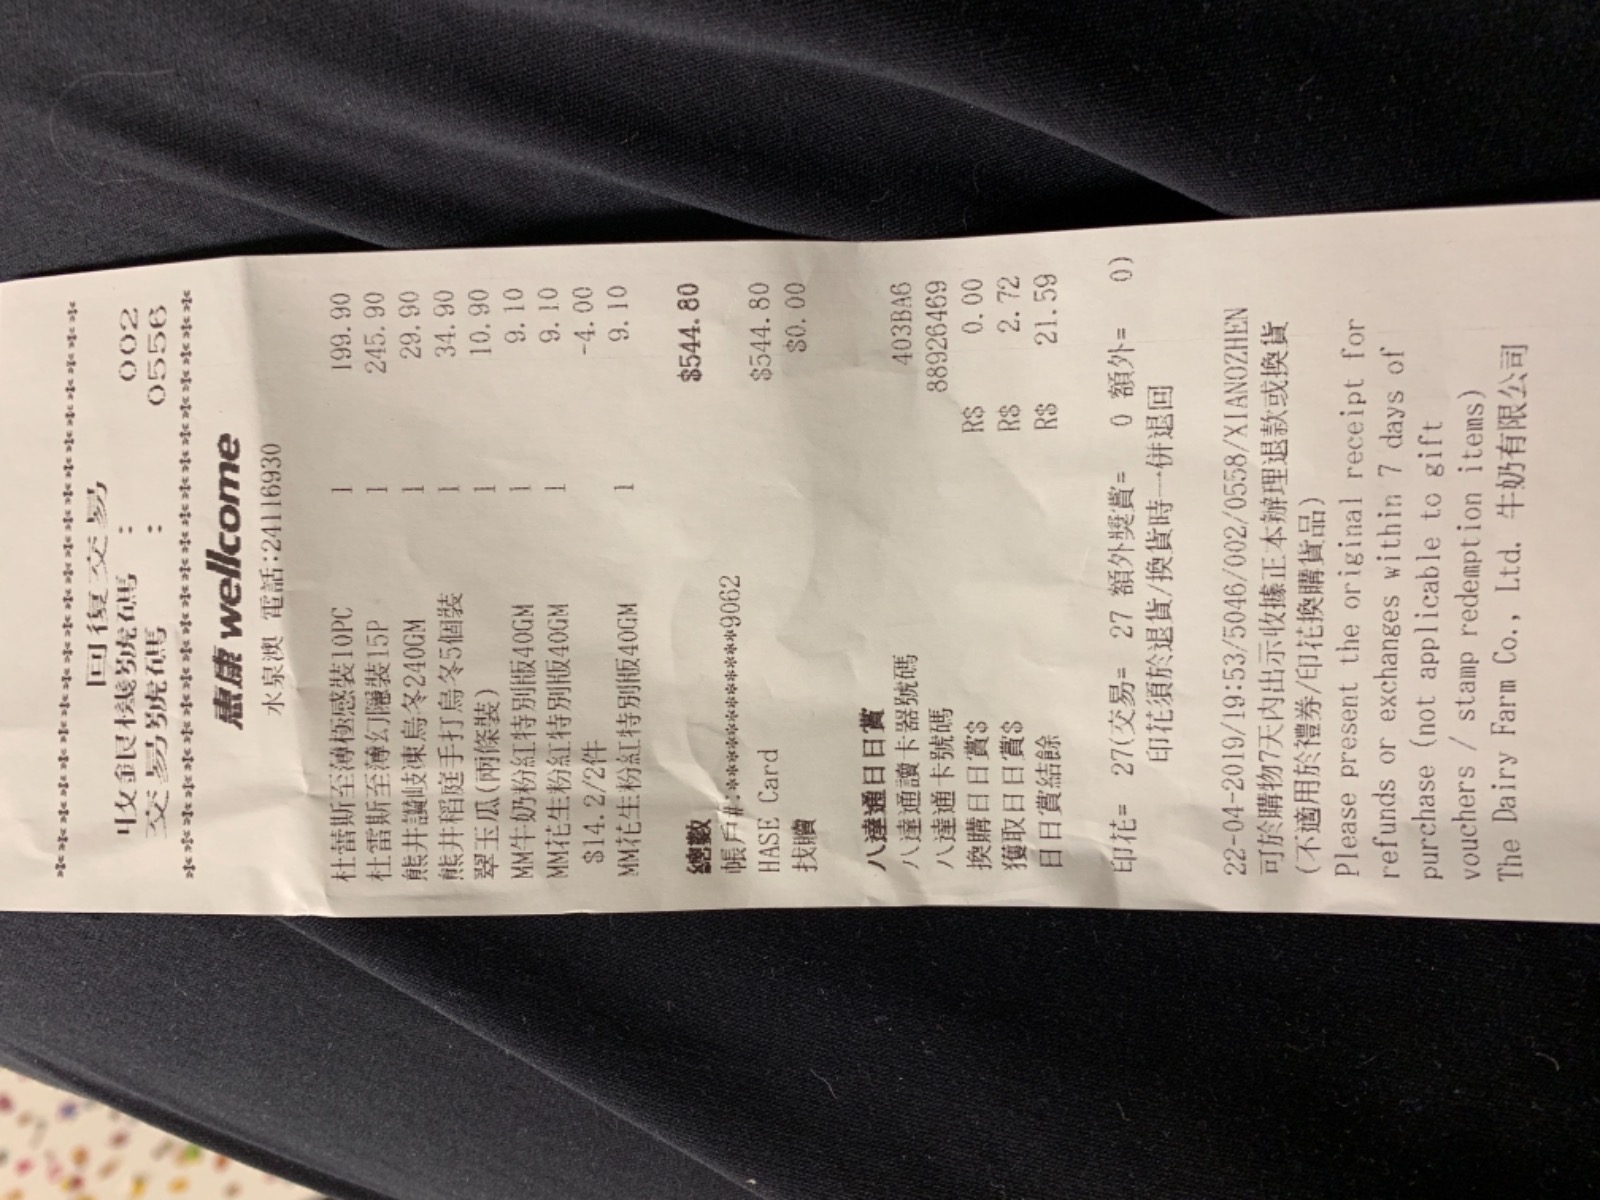 ******************************
回復交易
收銀機號碼 : 002
交易號碼 : 0556
******************************
惠康 wellcome
水泉澳 電話:24116930
杜蕾斯至薄極感裝10PC 1 199.90
杜雷斯至薄幻隱裝15P 1 245.90
熊井讚岐凍烏冬240GM 1 29.90
熊井稻庭手打烏冬5個裝 1 34.90
翠玉瓜(兩條裝) 1 10.90
MM牛奶粉紅特別版40GM 1 9.10
MM花生粉紅特別版40GM 1 9.10
$14.2/2件 -4.00
MM花生粉紅特別版40GM 1 9.10
總數 $544.80
帳戶#:************9062
HASE Card $544.80
找贖 $0.00
八達通日日賞
八達通讀卡器號碼 403BA6
八達通卡號碼 88926469
換購日日賞$ R$ 0.00
獲取日日賞$ R$ 2.72
日日賞結餘 R$ 21.59
印花= 27(交易= 27 額外獎賞= 0 額外= 0)
印花須於退貨/換貨時一併退回
22-04-2019/19:53/5046/002/0558/XIANOZHEN
可於購物7天內出示收據正本辦理退款或換貨
(不適用於禮券/印花換購貨品)
Please present the original receipt for
refunds or exchanges within 7 days of
purchase (not applicable to gift
vouchers / stamp redemption items)
The Dairy Farm Co., Ltd. 牛奶有限公司